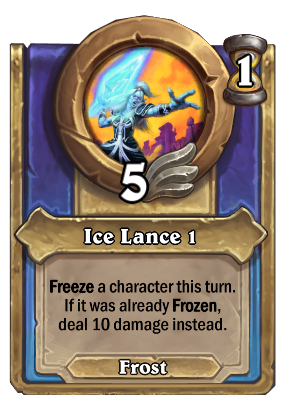 1
5
Ice Lance 1
Freeze a character this turn.
If it was already Frozen,
deal 10 damage instead.
Frost